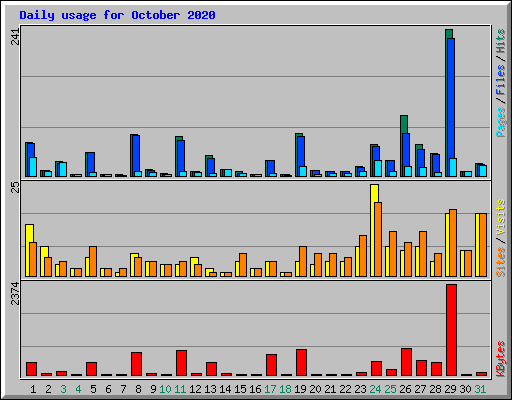 Daily usage for October 2020
241
Pages / Files / Hits
25
Sites / Visits
2374
KBytes
1 2 3 4 5 6 7 8 9 10 11 12 13 14 15 16 17 18 19 20 21 22 23 24 25 26 27 28 29 30 31